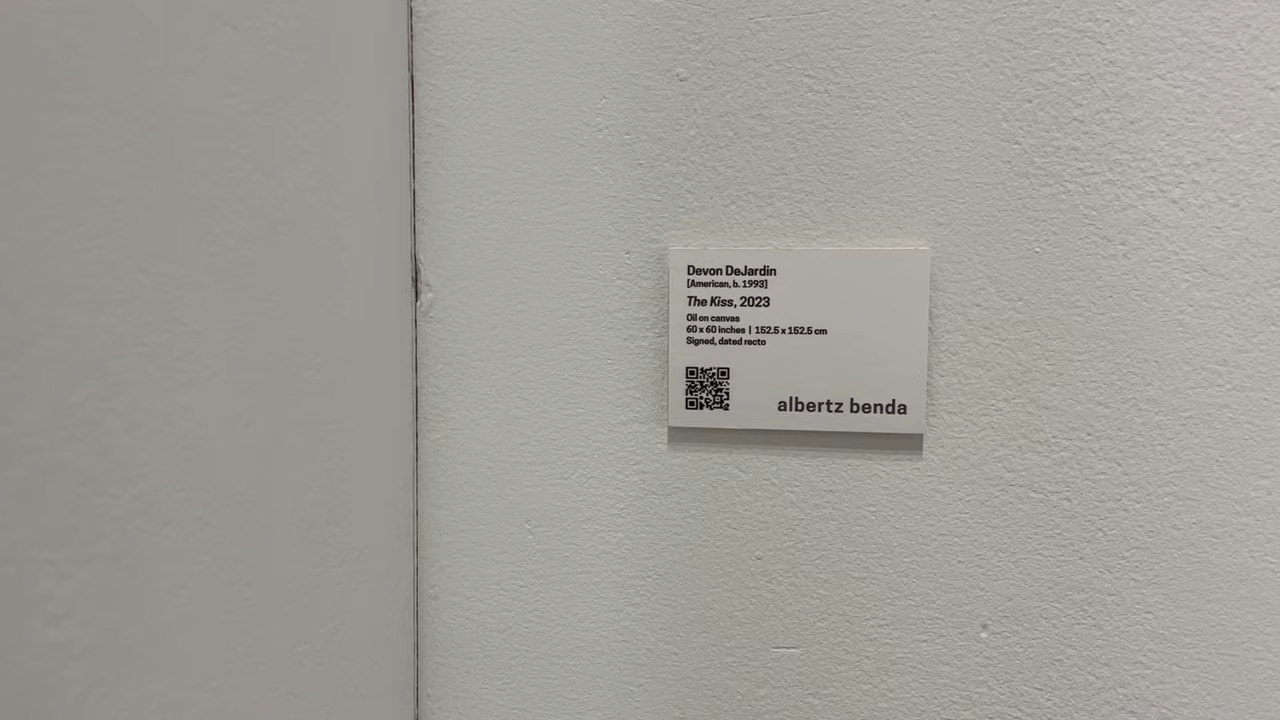 Devon DeJardin
[American, b. 1993]
The Kiss, 2023
Oil on canvas
60 x 60 inches | 152.5 x 152.5 cm
Signed, dated recto
albertz benda